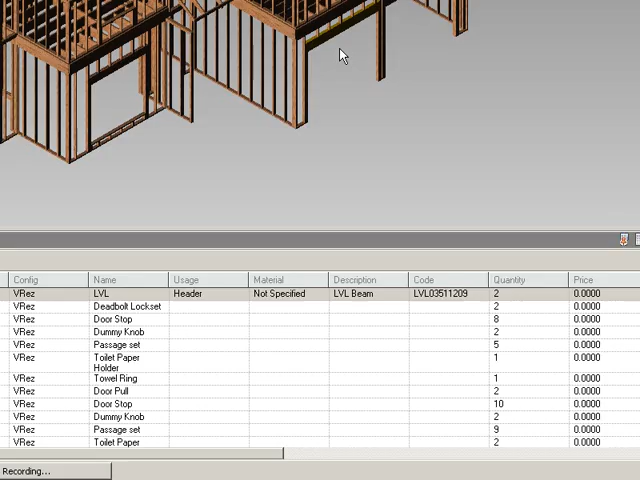 Config Name Usage Material Description Code Quantity Price
VRez LVL Header Not Specified LVL Beam LVL03511209 2 0.0000
VRez Deadbolt Lockset 2 0.0000
VRez Door Stop 8 0.0000
VRez Dummy Knob 2 0.0000
VRez Passage set 5 0.0000
VRez Toilet Paper 1 0.0000
Holder
VRez Towel Ring 1 0.0000
VRez Door Pull 2 0.0000
VRez Door Stop 10 0.0000
VRez Dummy Knob 2 0.0000
VRez Passage set 9 0.0000
VRez Toilet Paper 2 0.0000
Recording...